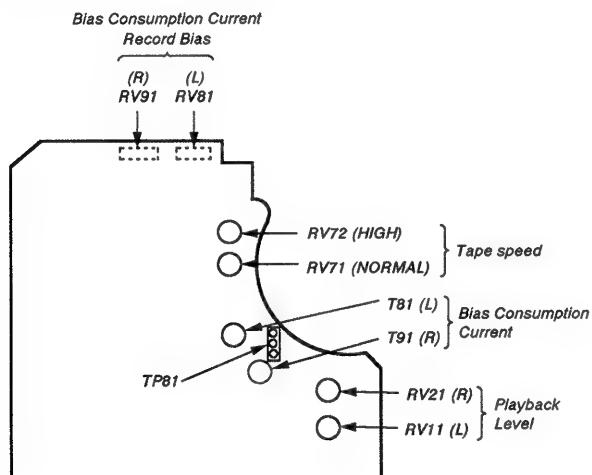 Bias Consumption Current
Record Bias
(R) (L)
RV91 RV81
RV72 (HIGH)
RV71 (NORMAL)
Tape speed
T81 (L)
T91 (R)
Bias Consumption
Current
TP81
RV21 (R)
RV11 (L)
Playback
Level